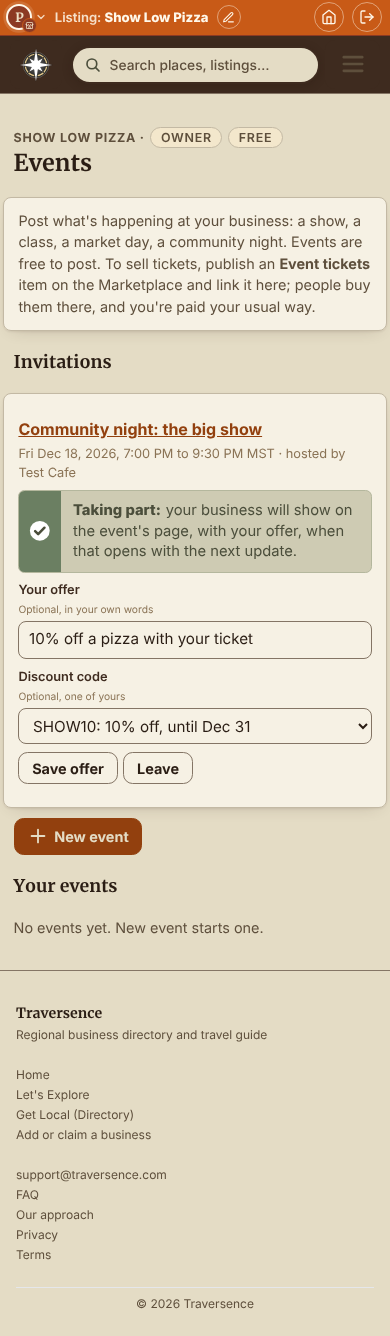 P
Listing: Show Low Pizza
Search places, listings...
SHOW LOW PIZZA · OWNER FREE
Events
Post what's happening at your business: a show, a
class, a market day, a community night. Events are
free to post. To sell tickets, publish an Event tickets
item on the Marketplace and link it here; people buy
them there, and you're paid your usual way.
Invitations
Community night: the big show
Fri Dec 18, 2026, 7:00 PM to 9:30 PM MST · hosted by
Test Cafe
Taking part: your business will show on
the event's page, with your offer, when
that opens with the next update.
Your offer
Optional, in your own words
10% off a pizza with your ticket
Discount code
Optional, one of yours
SHOW10: 10% off, until Dec 31
Save offer Leave
New event
Your events
No events yet. New event starts one.
Traversence
Regional business directory and travel guide
Home
Let's Explore
Get Local (Directory)
Add or claim a business
support@traversence.com
FAQ
Our approach
Privacy
Terms
© 2026 Traversence